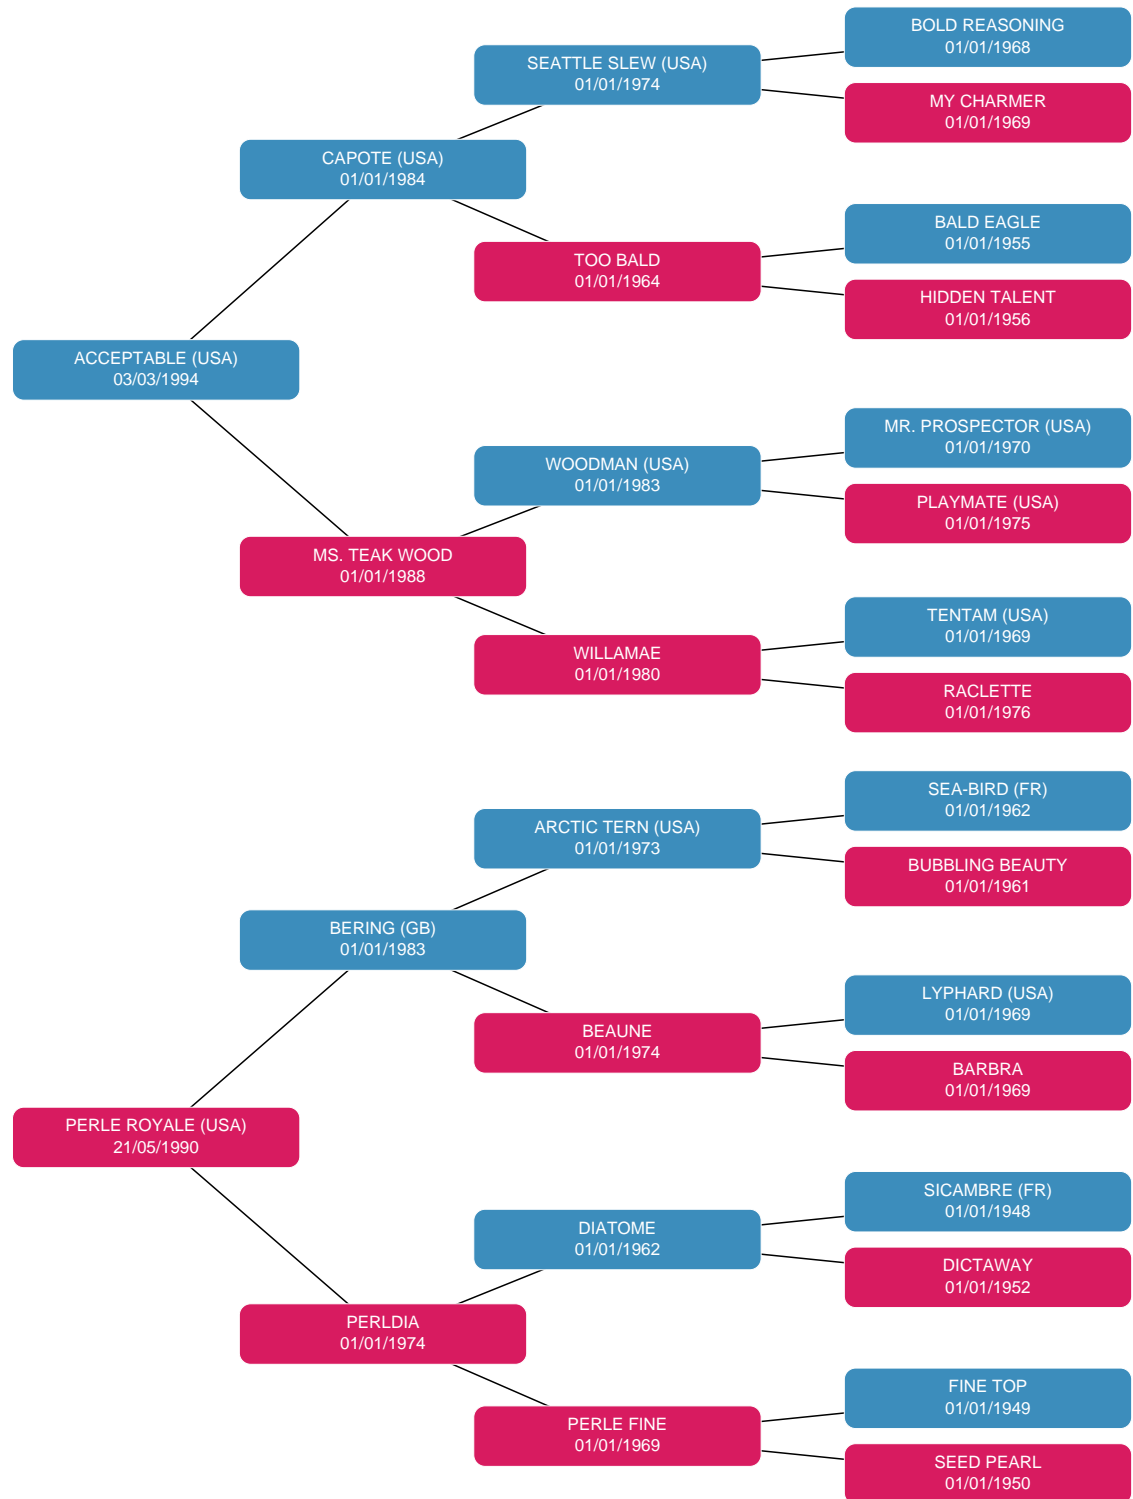 BOLD REASONING
01/01/1968
SEATTLE SLEW (USA)
01/01/1974
MY CHARMER
01/01/1969
CAPOTE (USA)
01/01/1984
BALD EAGLE
01/01/1955
TOO BALD
01/01/1964
HIDDEN TALENT
01/01/1956
ACCEPTABLE (USA)
03/03/1994
MR. PROSPECTOR (USA)
01/01/1970
WOODMAN (USA)
01/01/1983
PLAYMATE (USA)
01/01/1975
MS. TEAK WOOD
01/01/1988
TENTAM (USA)
01/01/1969
WILLAMAE
01/01/1980
RACLETTE
01/01/1976
SEA-BIRD (FR)
01/01/1962
ARCTIC TERN (USA)
01/01/1973
BUBBLING BEAUTY
01/01/1961
BERING (GB)
01/01/1983
LYPHARD (USA)
01/01/1969
BEAUNE
01/01/1974
BARBRA
01/01/1969
PERLE ROYALE (USA)
21/05/1990
SICAMBRE (FR)
01/01/1948
DIATOME
01/01/1962
DICTAWAY
01/01/1952
PERLDIA
01/01/1974
FINE TOP
01/01/1949
PERLE FINE
01/01/1969
SEED PEARL
01/01/1950